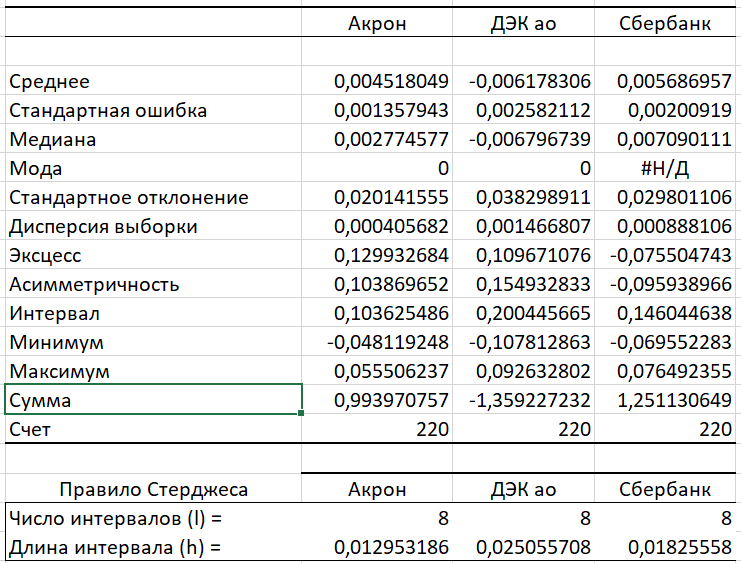 Акрон ДЭК ао Сбербанк
Среднее 0,004518049 -0,006178306 0,005686957
Стандартная ошибка 0,001357943 0,002582112 0,00200919
Медиана 0,002774577 -0,006796739 0,007090111
Мода 0 0 #Н/Д
Стандартное отклонение 0,020141555 0,038298911 0,029801106
Дисперсия выборки 0,000405682 0,001466807 0,000888106
Эксцесс 0,129932684 0,109671076 -0,075504743
Асимметричность 0,103869652 0,154932833 -0,095938966
Интервал 0,103625486 0,200445665 0,146044638
Минимум -0,048119248 -0,107812863 -0,069552283
Максимум 0,055506237 0,092632802 0,076492355
Сумма 0,993970757 -1,359227232 1,251130649
Счет 220 220 220
Правило Стерджеса Акрон ДЭК ао Сбербанк
Число интервалов (l) = 8 8 8
Длина интервала (h) = 0,012953186 0,025055708 0,01825558